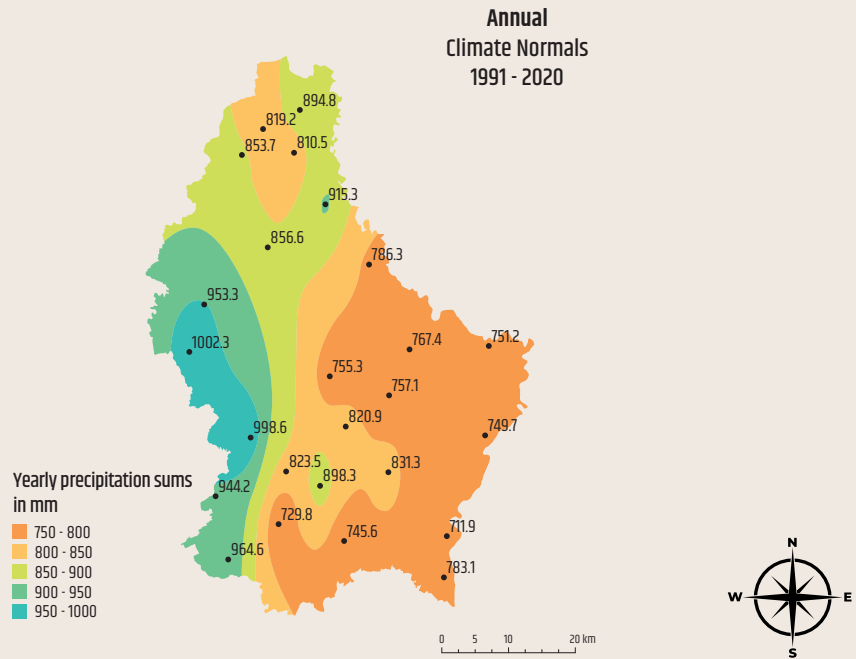 Annual
Climate Normals
1991 - 2020
894.8
819.2
853.7
810.5
915.3
856.6
786.3
953.3
1002.3
767.4
751.2
755.3
757.1
820.9
998.6
749.7
823.5
898.3
831.3
944.2
729.8
745.6
711.9
964.6
783.1
Yearly precipitation sums
in mm
750 - 800
800 - 850
850 - 900
900 - 950
950 - 1000
N
W E
S
0 5 10 20 km